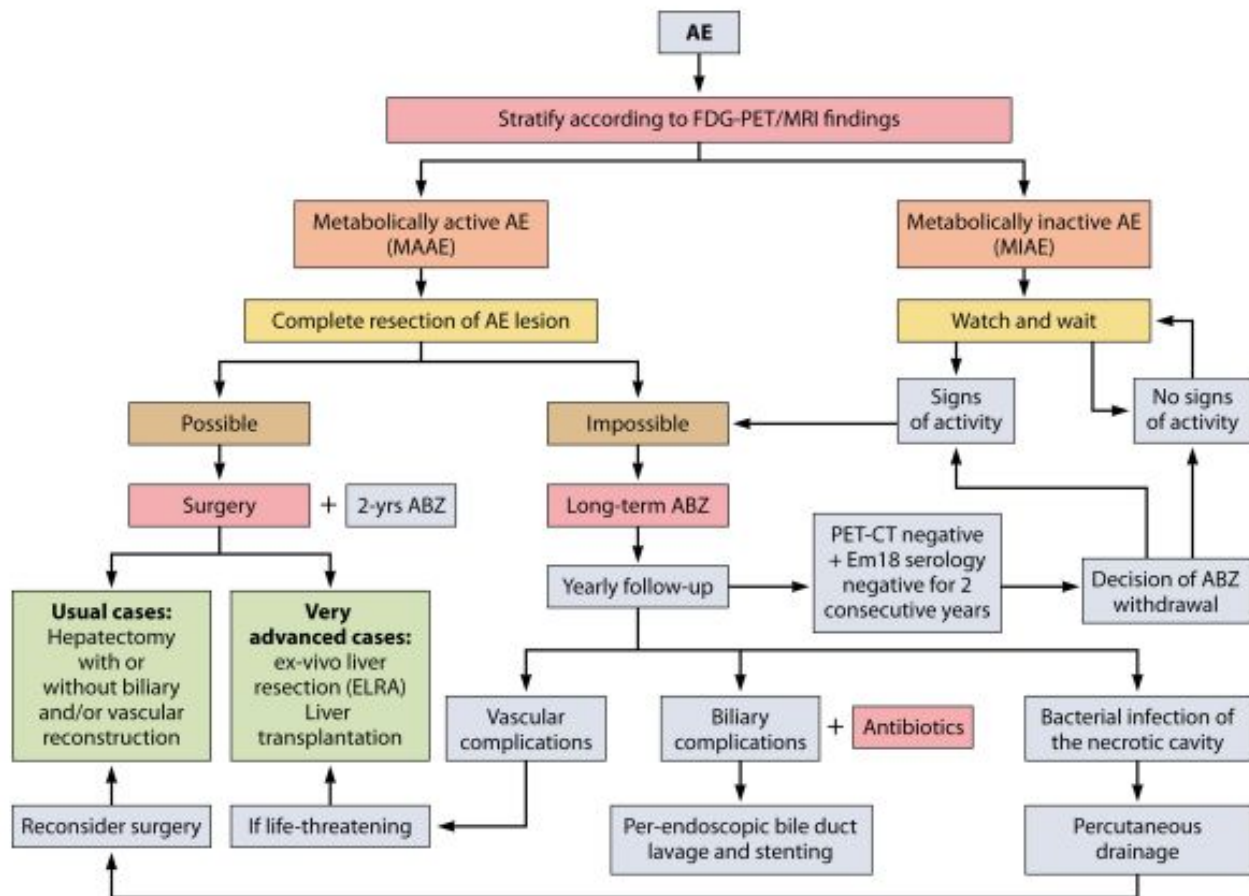 AE
Stratify according to FDG-PET/MRI findings
Metabolically active AE
(MAAE)
Metabolically inactive AE
(MIAE)
Complete resection of AE lesion
Watch and wait
Possible
Impossible
Signs
of activity
No signs
of activity
Surgery
+
2-yrs ABZ
Long-term ABZ
Yearly follow-up
PET-CT negative
+ Em18 serology
negative for 2
consecutive years
Decision of ABZ
withdrawal
Usual cases:
Hepatectomy
with or
without biliary
and/or vascular
reconstruction
Very
advanced cases:
ex-vivo liver
resection (ELRA)
Liver
transplantation
Vascular
complications
Biliary
complications
+
Antibiotics
Bacterial infection of
the necrotic cavity
Reconsider surgery
If life-threatening
Per-endoscopic bile duct
lavage and stenting
Percutaneous
drainage